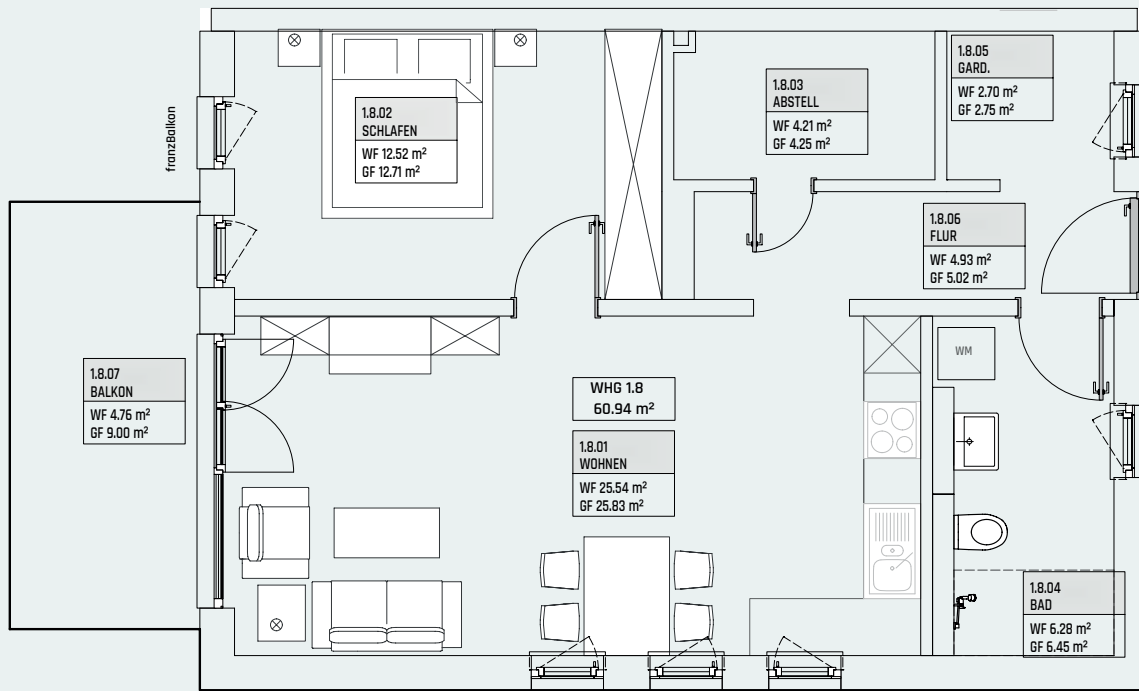 franzBalkon
1.8.02
SCHLAFEN
WF 12.52 m²
GF 12.71 m²
1.8.03
ABSTELL
WF 4.21 m²
GF 4.25 m²
1.8.05
GARD.
WF 2.70 m²
GF 2.75 m²
1.8.06
FLUR
WF 4.93 m²
GF 5.02 m²
1.8.07
BALKON
WF 4.76 m²
GF 9.00 m²
WHG 1.8
60.94 m²
1.8.01
WOHNEN
WF 25.54 m²
GF 25.83 m²
WM
1.8.04
BAD
WF 6.28 m²
GF 6.45 m²